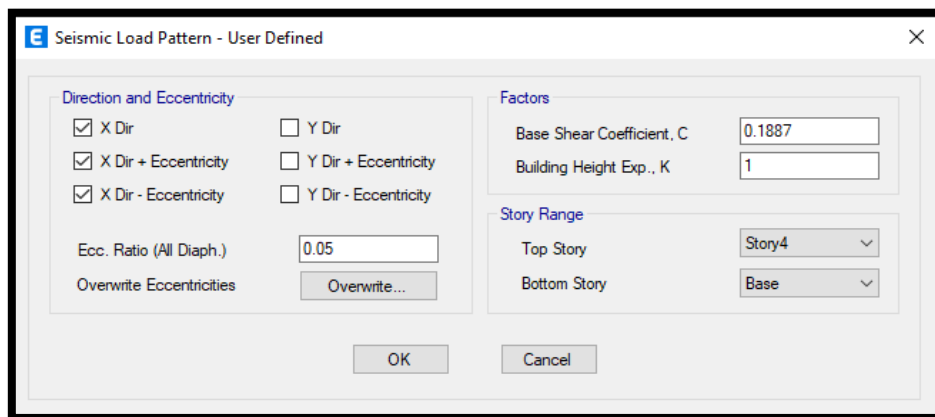 E Seismic Load Pattern - User Defined
Direction and Eccentricity
X Dir
Y Dir
X Dir + Eccentricity
Y Dir + Eccentricity
X Dir - Eccentricity
Y Dir - Eccentricity
Ecc. Ratio (All Diaph.)
0.05
Overwrite Eccentricities
Overwrite...
Factors
Base Shear Coefficient, C
0.1887
Building Height Exp., K
1
Story Range
Top Story
Story4
Bottom Story
Base
OK
Cancel